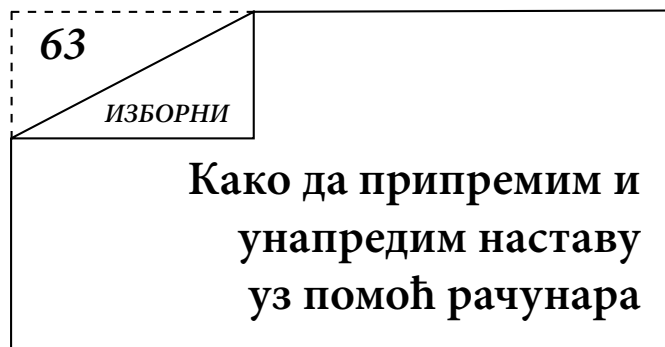 63
ИЗБОРНИ
Како да припремим и
унапредим наставу
уз помоћ рачунара